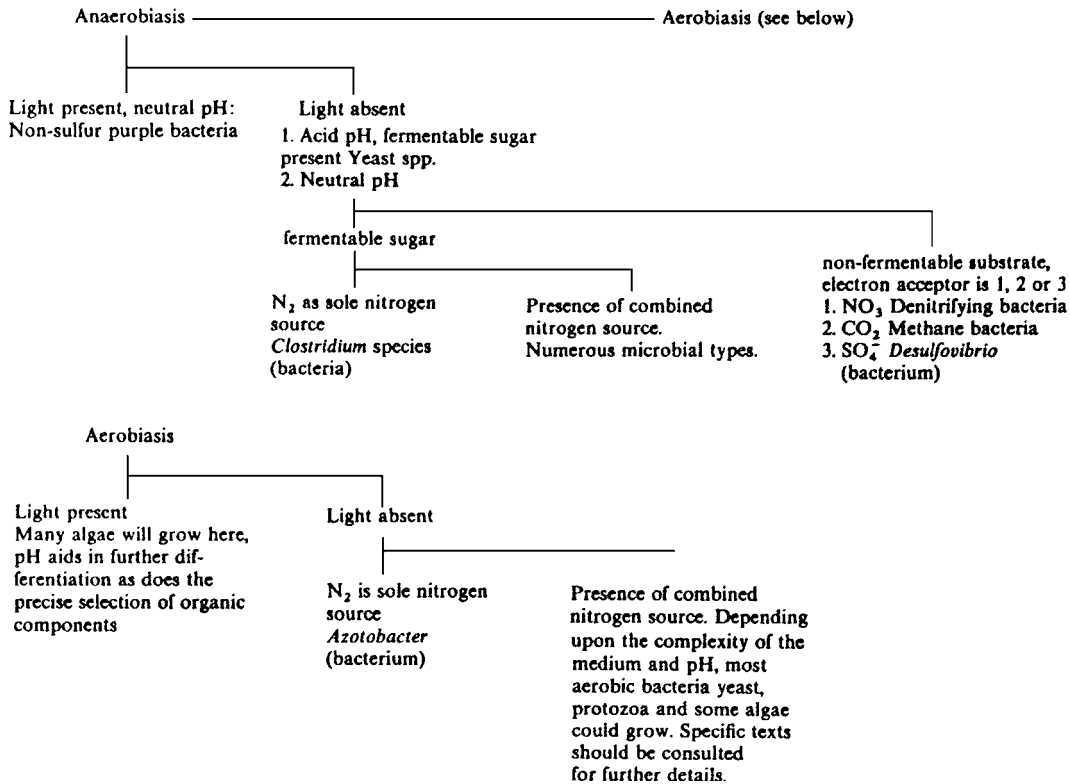 Anaerobiasis
Aerobiasis (see below)
Light present, neutral pH:
Non-sulfur purple bacteria
Light absent
1. Acid pH, fermentable sugar
present Yeast spp.
2. Neutral pH
fermentable sugar
N₂ as sole nitrogen
source
Clostridium species
(bacteria)
Presence of combined
nitrogen source.
Numerous microbial types.
non-fermentable substrate,
electron acceptor is 1, 2 or 3
1. NO₃ Denitrifying bacteria
2. CO₂ Methane bacteria
3. SO₄⁻ Desulfovibrio
(bacterium)
Aerobiasis
Light present
Many algae will grow here,
pH aids in further dif-
ferentiation as does the
precise selection of organic
components
Light absent
N₂ is sole nitrogen
source
Azotobacter
(bacterium)
Presence of combined
nitrogen source. Depending
upon the complexity of the
medium and pH, most
aerobic bacteria yeast,
protozoa and some algae
could grow. Specific texts
should be consulted
for further details.